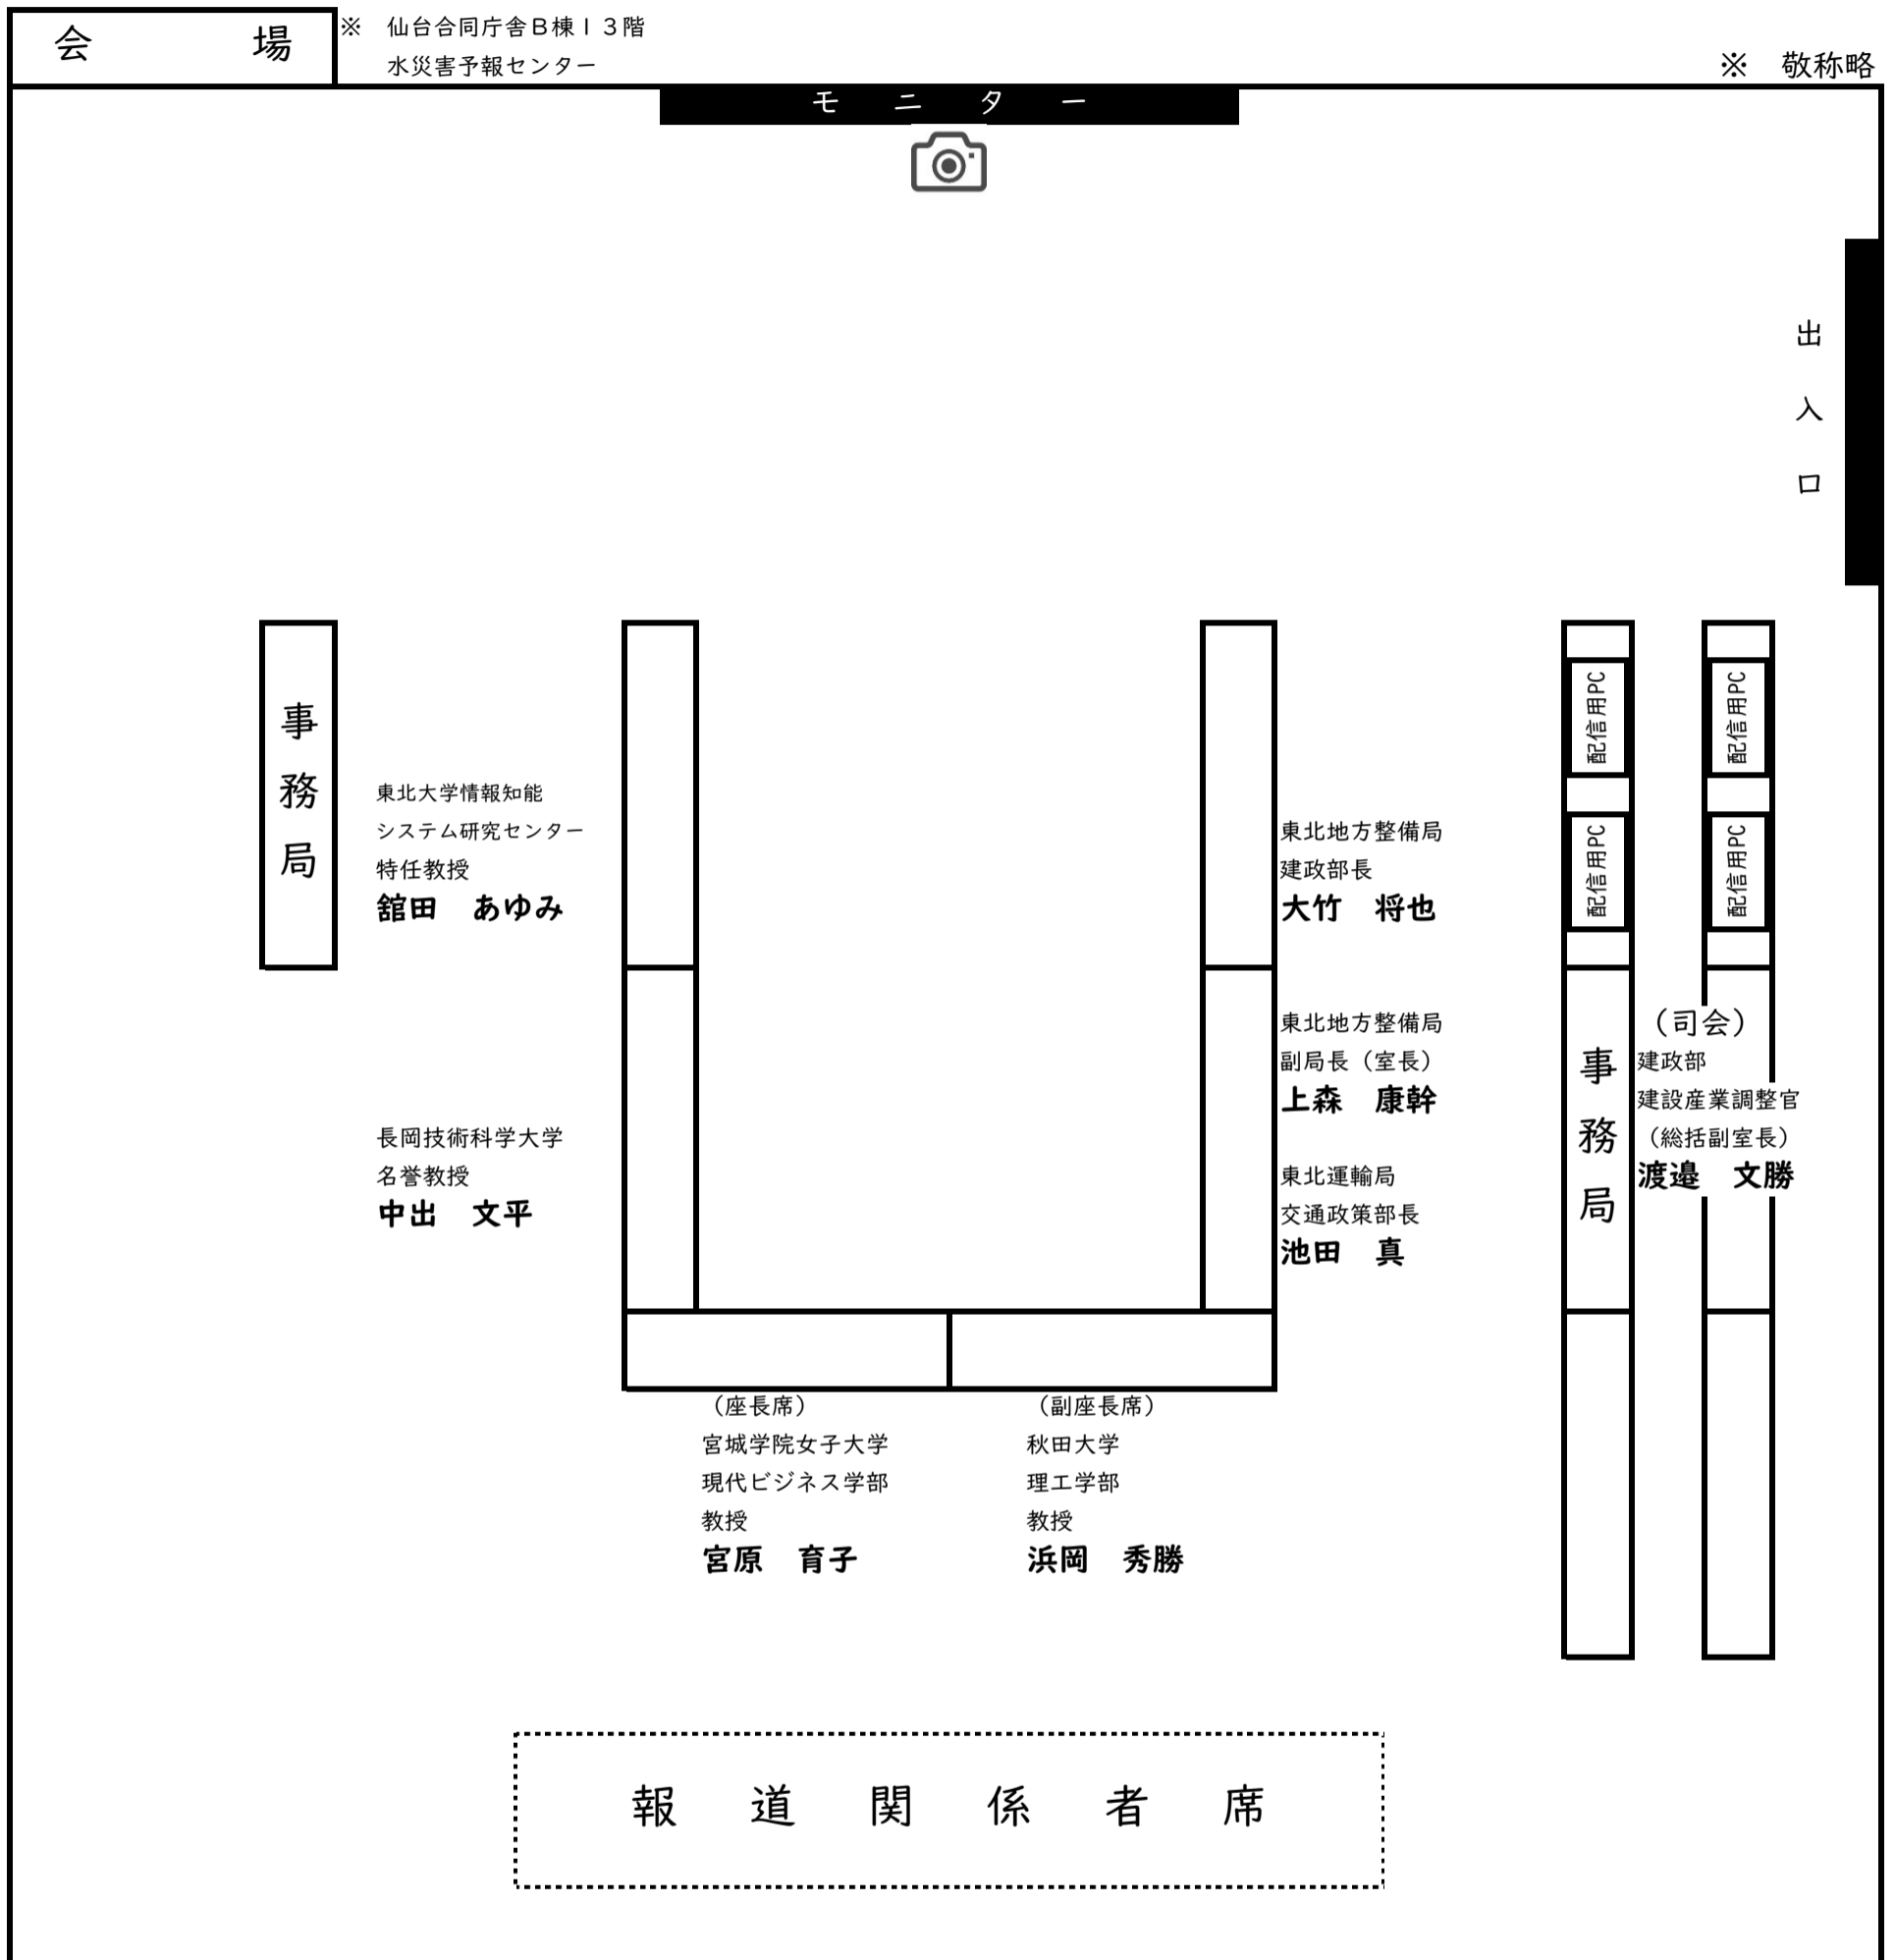 会場
※　仙台合同庁舎Ｂ棟１３階
水災害予報センター
※　敬称略
モニター
出入口
事務局
東北大学情報知能
システム研究センター
特任教授
舘田　あゆみ
長岡技術科学大学
名誉教授
中出　文平
東北地方整備局
建政部長
大竹　将也
東北地方整備局
副局長（室長）
上森　康幹
東北運輸局
交通政策部長
池田　真
配信用PC
配信用PC
配信用PC
配信用PC
事務局
（司会）
建政部
建設産業調整官
（総括副室長）
渡邉　文勝
（座長席）
宮城学院女子大学
現代ビジネス学部
教授
宮原　育子
（副座長席）
秋田大学
理工学部
教授
浜岡　秀勝
報道関係者席